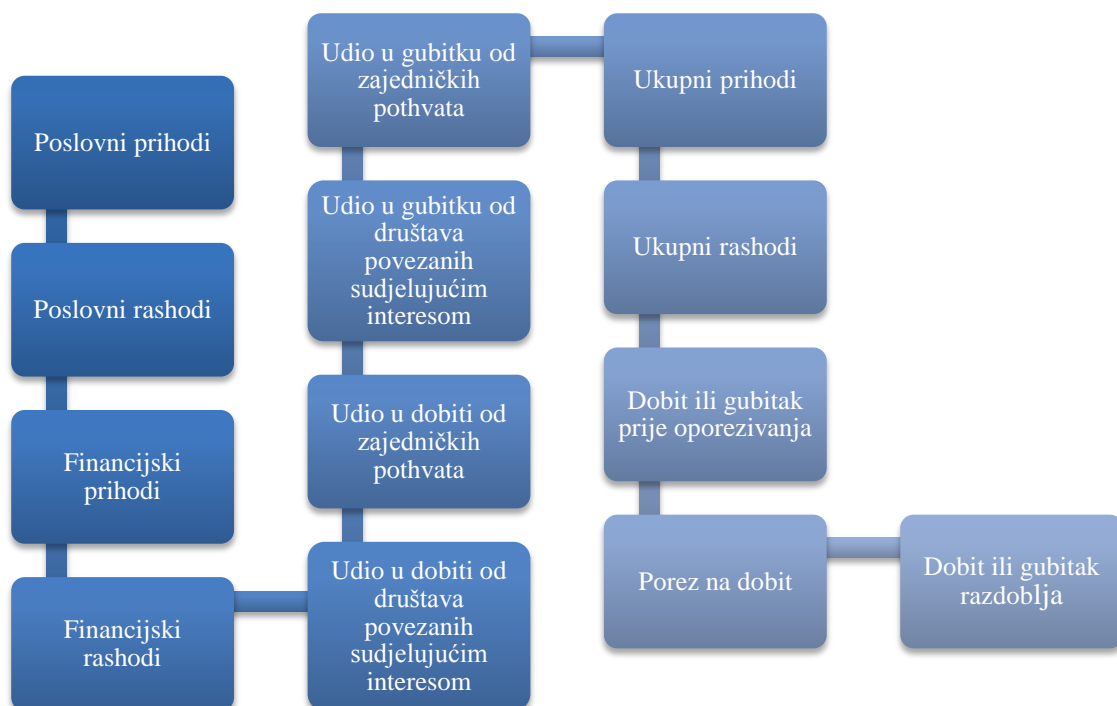 Poslovni prihodi
Poslovni rashodi
Financijski
prihodi
Financijski
rashodi
Udio u dobiti od
društava
povezanih
sudjelujućim
interesom
Udio u dobiti od
zajedničkih
pothvata
Udio u gubitku od
društava
povezanih
sudjelujućim
interesom
Udio u gubitku od
zajedničkih
pothvata
Ukupni prihodi
Ukupni rashodi
Dobit ili gubitak
prije oporezivanja
Porez na dobit
Dobit ili gubitak
razdoblja